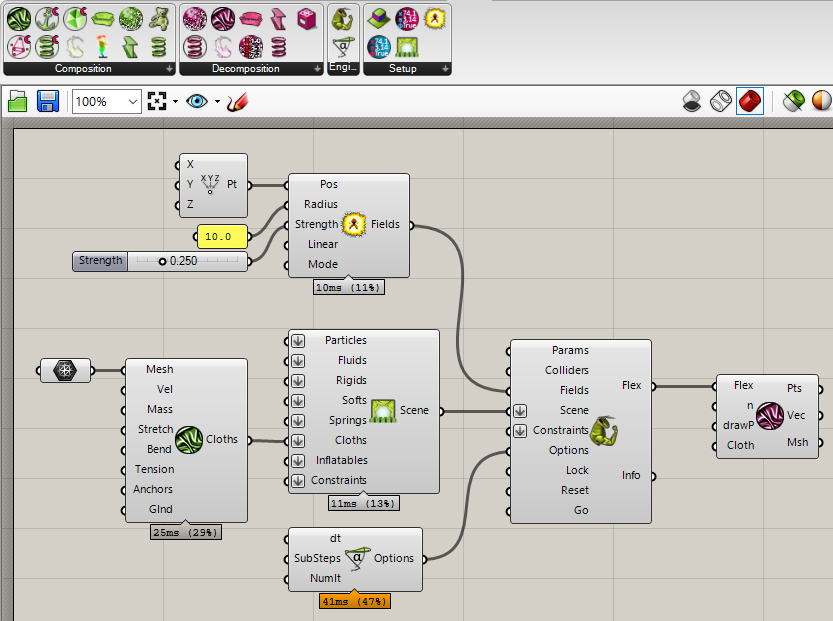 Composition
Decomposition
Engi...
Setup
100%
X
Y
Z
XYZ
Pt
10.0
Strength
0.250
Pos
Radius
Strength
Linear
Mode
Fields
10ms (11%)
Mesh
Vel
Mass
Stretch
Bend
Tension
Anchors
GInd
Cloths
25ms (29%)
Particles
Fluids
Rigids
Softs
Springs
Cloths
Inflatables
Constraints
Scene
11ms (13%)
dt
SubSteps
NumIt
@
Options
41ms (47%)
Params
Colliders
Fields
Scene
Constraints
Options
Lock
Reset
Go
Flex
Info
Flex
n
drawP
Cloth
Pts
Vec
Msh